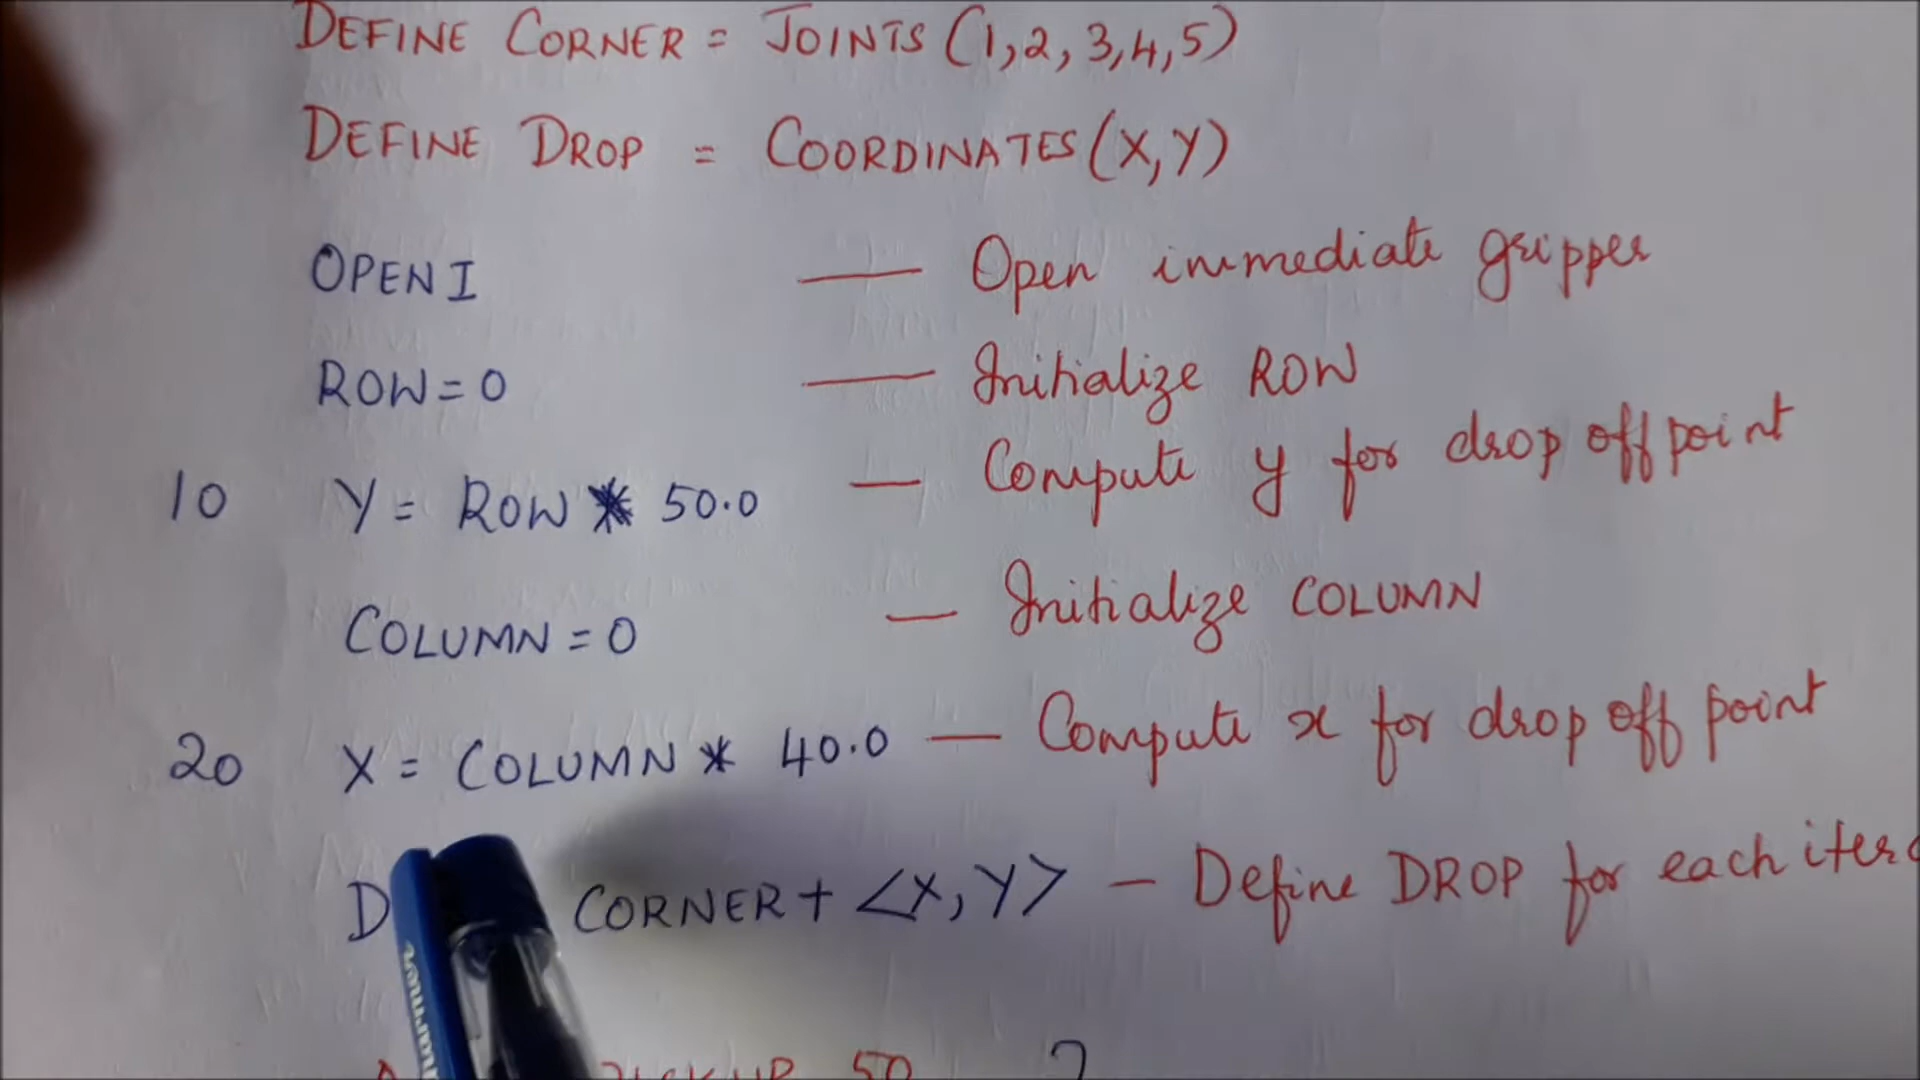 DEFINE CORNER = JOINTS (1,2,3,4,5)
DEFINE DROP = COORDINATES (X,Y)
OPEN I — Open immediate gripper
ROW = 0 — Initialize ROW
10 Y = ROW * 50.0 — Compute y for drop off point
COLUMN = 0 — Initialize COLUMN
20 X = COLUMN * 40.0 — Compute x for drop off point
CORNER + <X,Y> — Define DROP for each
50